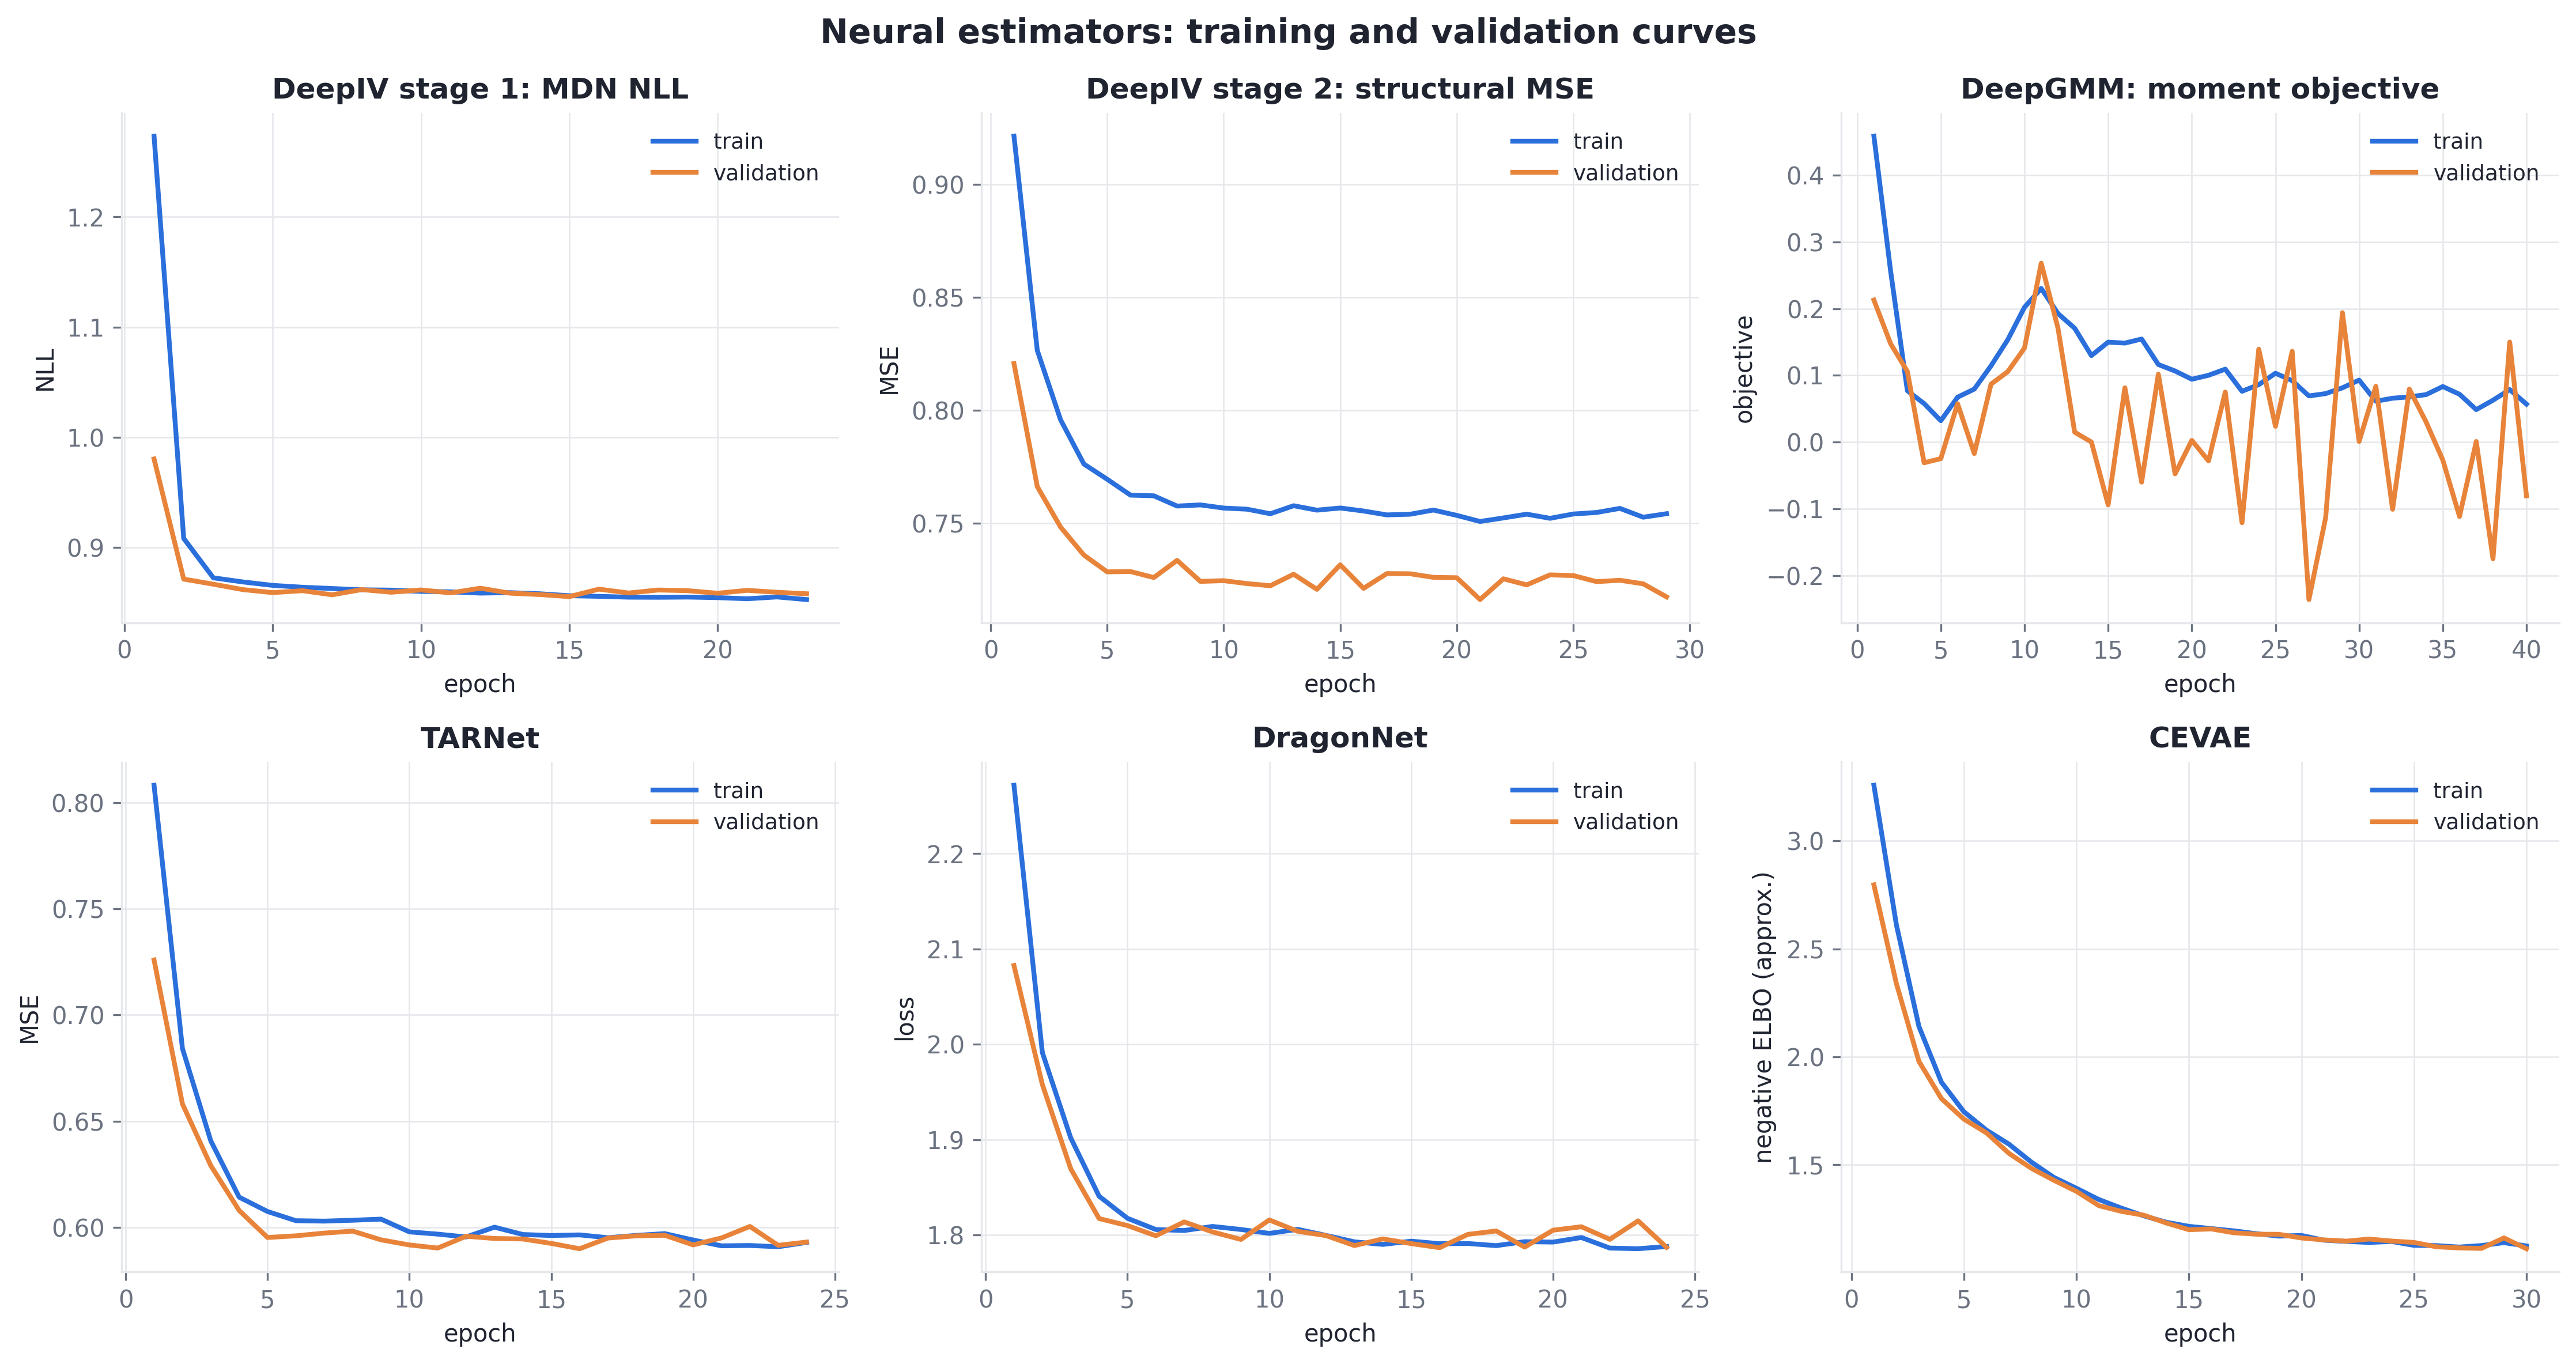 Neural estimators: training and validation curves
DeepIV stage 1: MDN NLL
train
validation
1.2
1.1
1.0
0.9
NLL
0 5 10 15 20
epoch
DeepIV stage 2: structural MSE
train
validation
0.90
0.85
0.80
0.75
MSE
0 5 10 15 20 25 30
epoch
DeepGMM: moment objective
train
validation
0.4
0.3
0.2
0.1
0.0
−0.1
−0.2
objective
0 5 10 15 20 25 30 35 40
epoch
TARNet
train
validation
0.80
0.75
0.70
0.65
0.60
MSE
0 5 10 15 20 25
epoch
DragonNet
train
validation
2.2
2.1
2.0
1.9
1.8
loss
0 5 10 15 20 25
epoch
CEVAE
train
validation
3.0
2.5
2.0
1.5
negative ELBO (approx.)
0 5 10 15 20 25 30
epoch